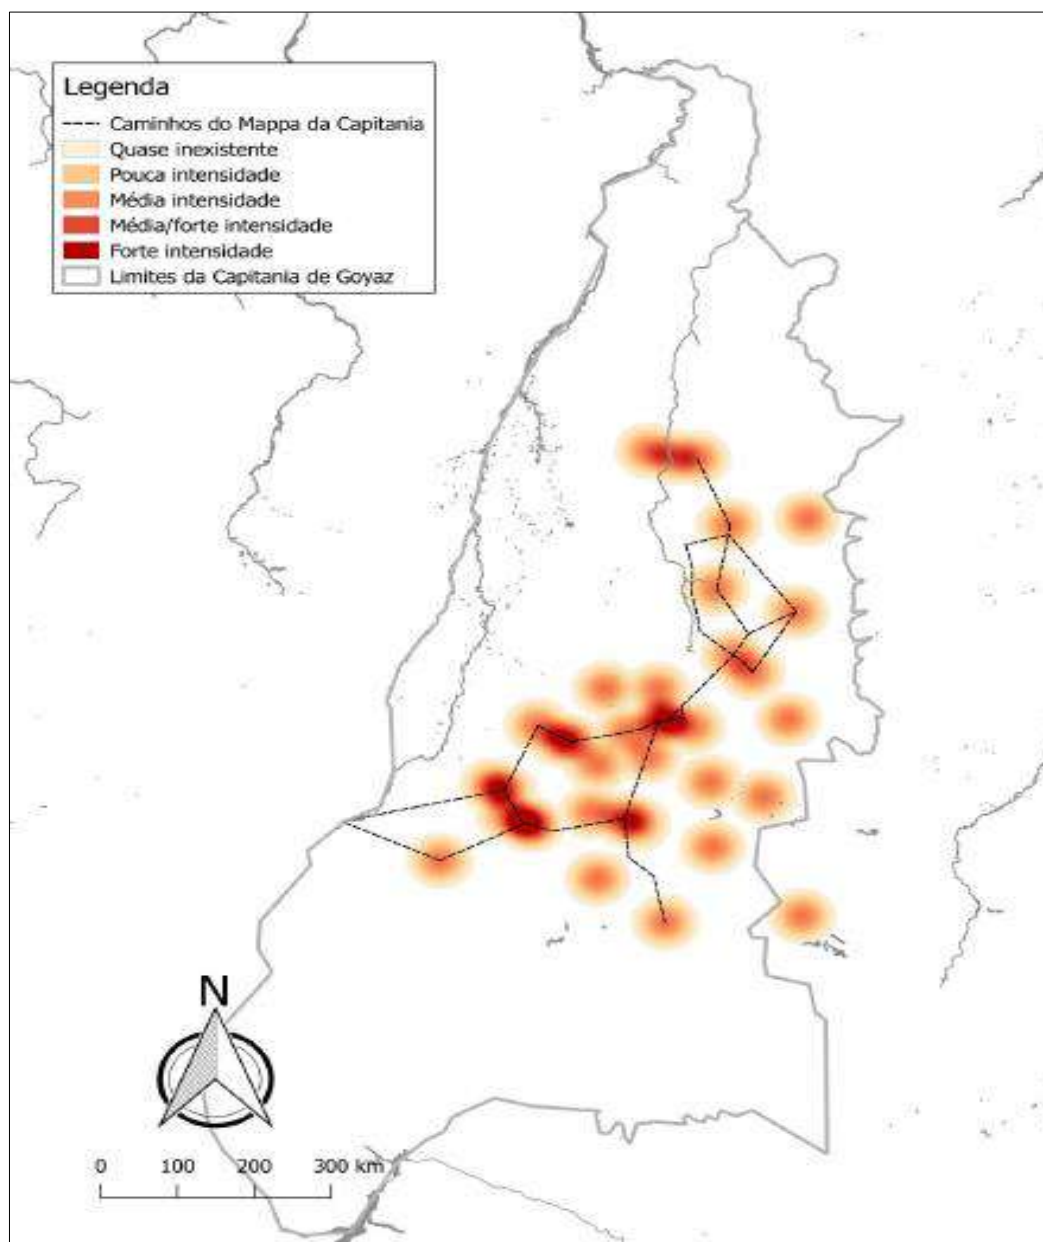 Legenda
Caminhos do Mappa da Capitania
Quase inexistente
Pouca intensidade
Média intensidade
Média/forte intensidade
Forte intensidade
Limites da Capitania de Goyaz
N
0 100 200 300 km